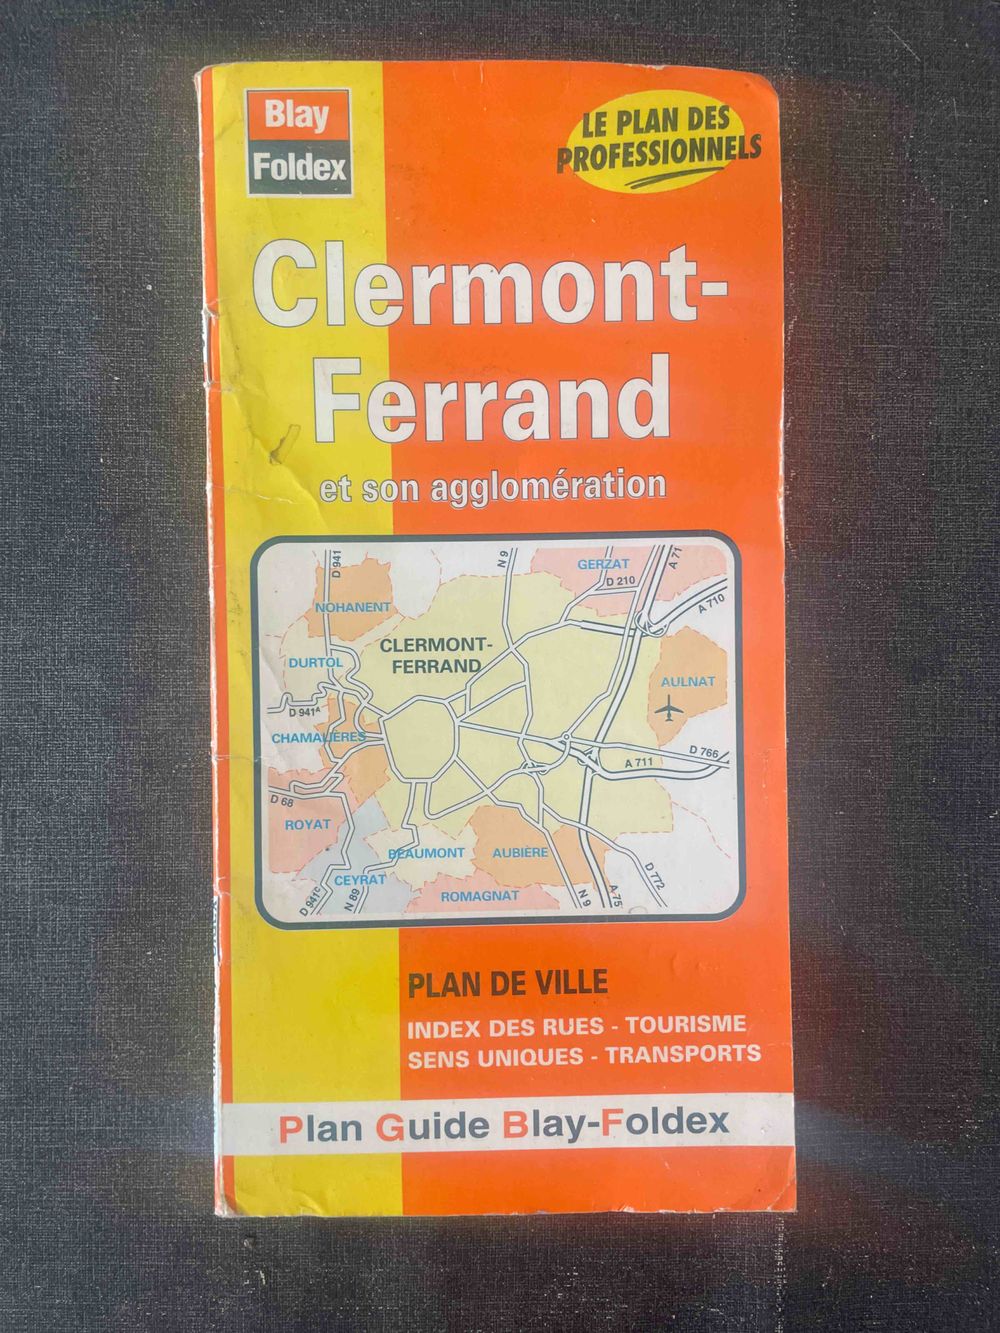 Blay
Foldex
LE PLAN DES
PROFESSIONNELS
Clermont-
Ferrand
et son agglomération
D 941
N 9
GERZAT
D 210
A 71
A 710
NOHANENT
CLERMONT-
FERRAND
DURTOL
AULNAT
D 941A
CHAMALIÈRES
D 766
A 711
D 68
ROYAT
BEAUMONT
AUBIÈRE
CEYRAT
D 772
D 941C
N 89
ROMAGNAT
N 9
A 75
PLAN DE VILLE
INDEX DES RUES - TOURISME
SENS UNIQUES - TRANSPORTS
Plan Guide Blay-Foldex